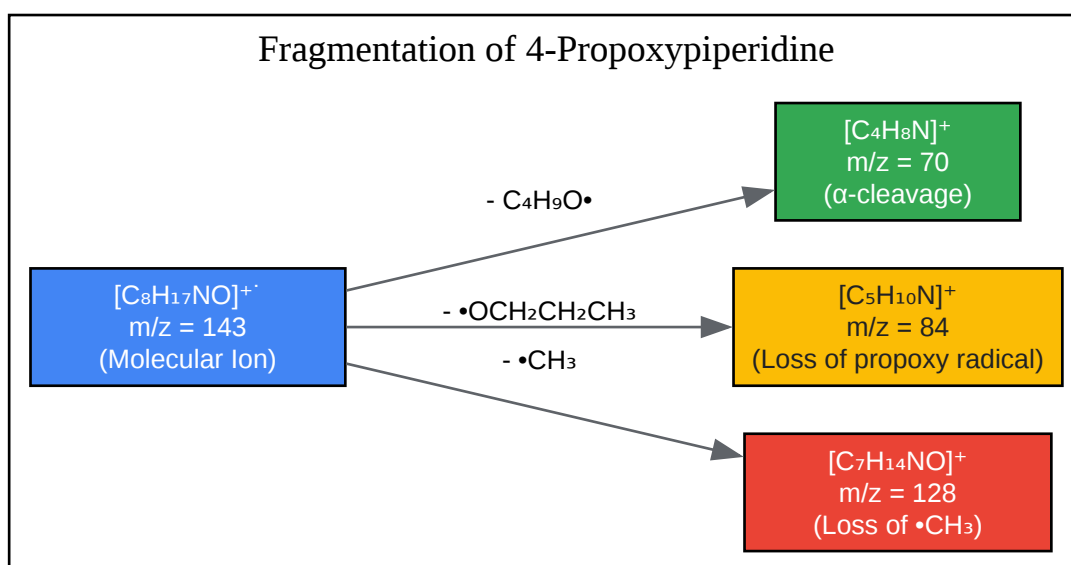 Fragmentation of 4-Propoxypiperidine
[C₄H₈N]⁺
m/z = 70
(α-cleavage)
- C₄H₉O•
[C₈H₁₇NO]⁺˙
m/z = 143
(Molecular Ion)
- •OCH₂CH₂CH₃
[C₅H₁₀N]⁺
m/z = 84
(Loss of propoxy radical)
- •CH₃
[C₇H₁₄NO]⁺
m/z = 128
(Loss of •CH₃)